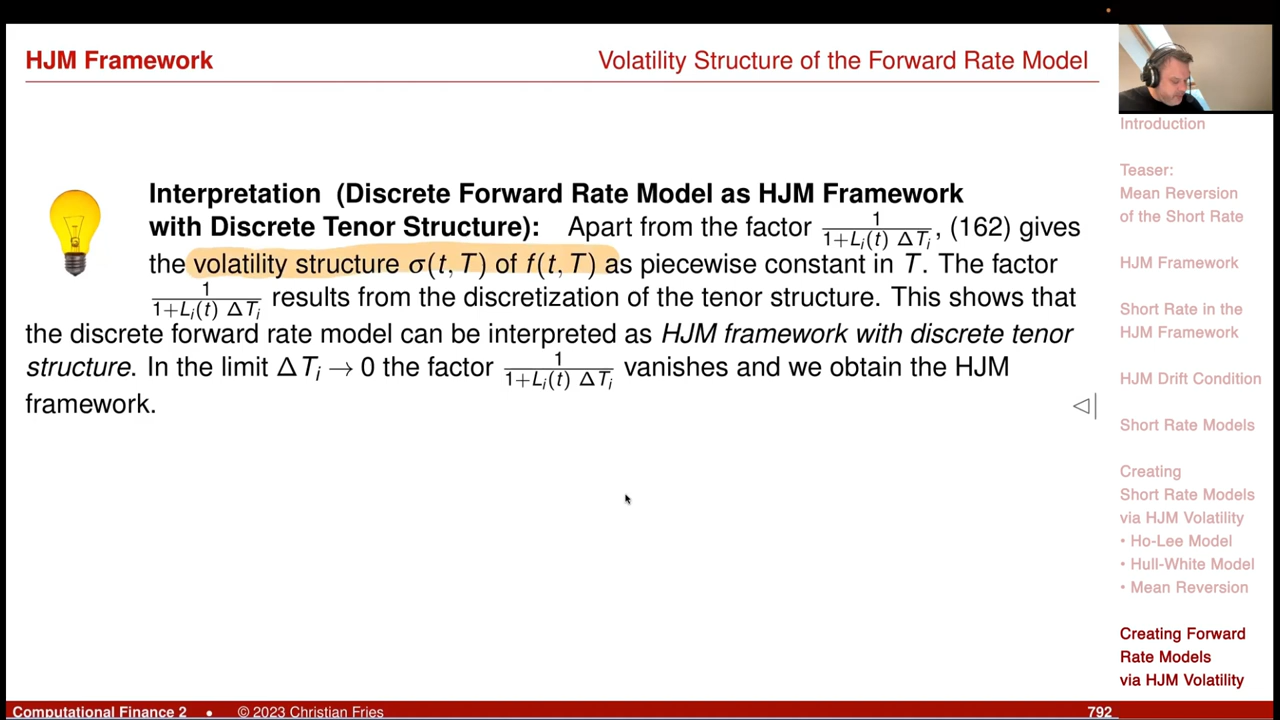 HJM Framework
Volatility Structure of the Forward Rate Model
Interpretation (Discrete Forward Rate Model as HJM Framework
with Discrete Tenor Structure): Apart from the factor 1/(1+Lᵢ(t) ΔTᵢ), (162) gives
the volatility structure σ(t, T) of f(t, T) as piecewise constant in T. The factor
1/(1+Lᵢ(t) ΔTᵢ) results from the discretization of the tenor structure. This shows that
the discrete forward rate model can be interpreted as HJM framework with discrete tenor
structure. In the limit ΔTᵢ → 0 the factor 1/(1+Lᵢ(t) ΔTᵢ) vanishes and we obtain the HJM
framework.
◁|
Introduction
Teaser:
Mean Reversion
of the Short Rate
HJM Framework
Short Rate in the
HJM Framework
HJM Drift Condition
Short Rate Models
Creating
Short Rate Models
via HJM Volatility
• Ho-Lee Model
• Hull-White Model
• Mean Reversion
Creating Forward
Rate Models
via HJM Volatility
Computational Finance 2 • © 2023 Christian Fries
792